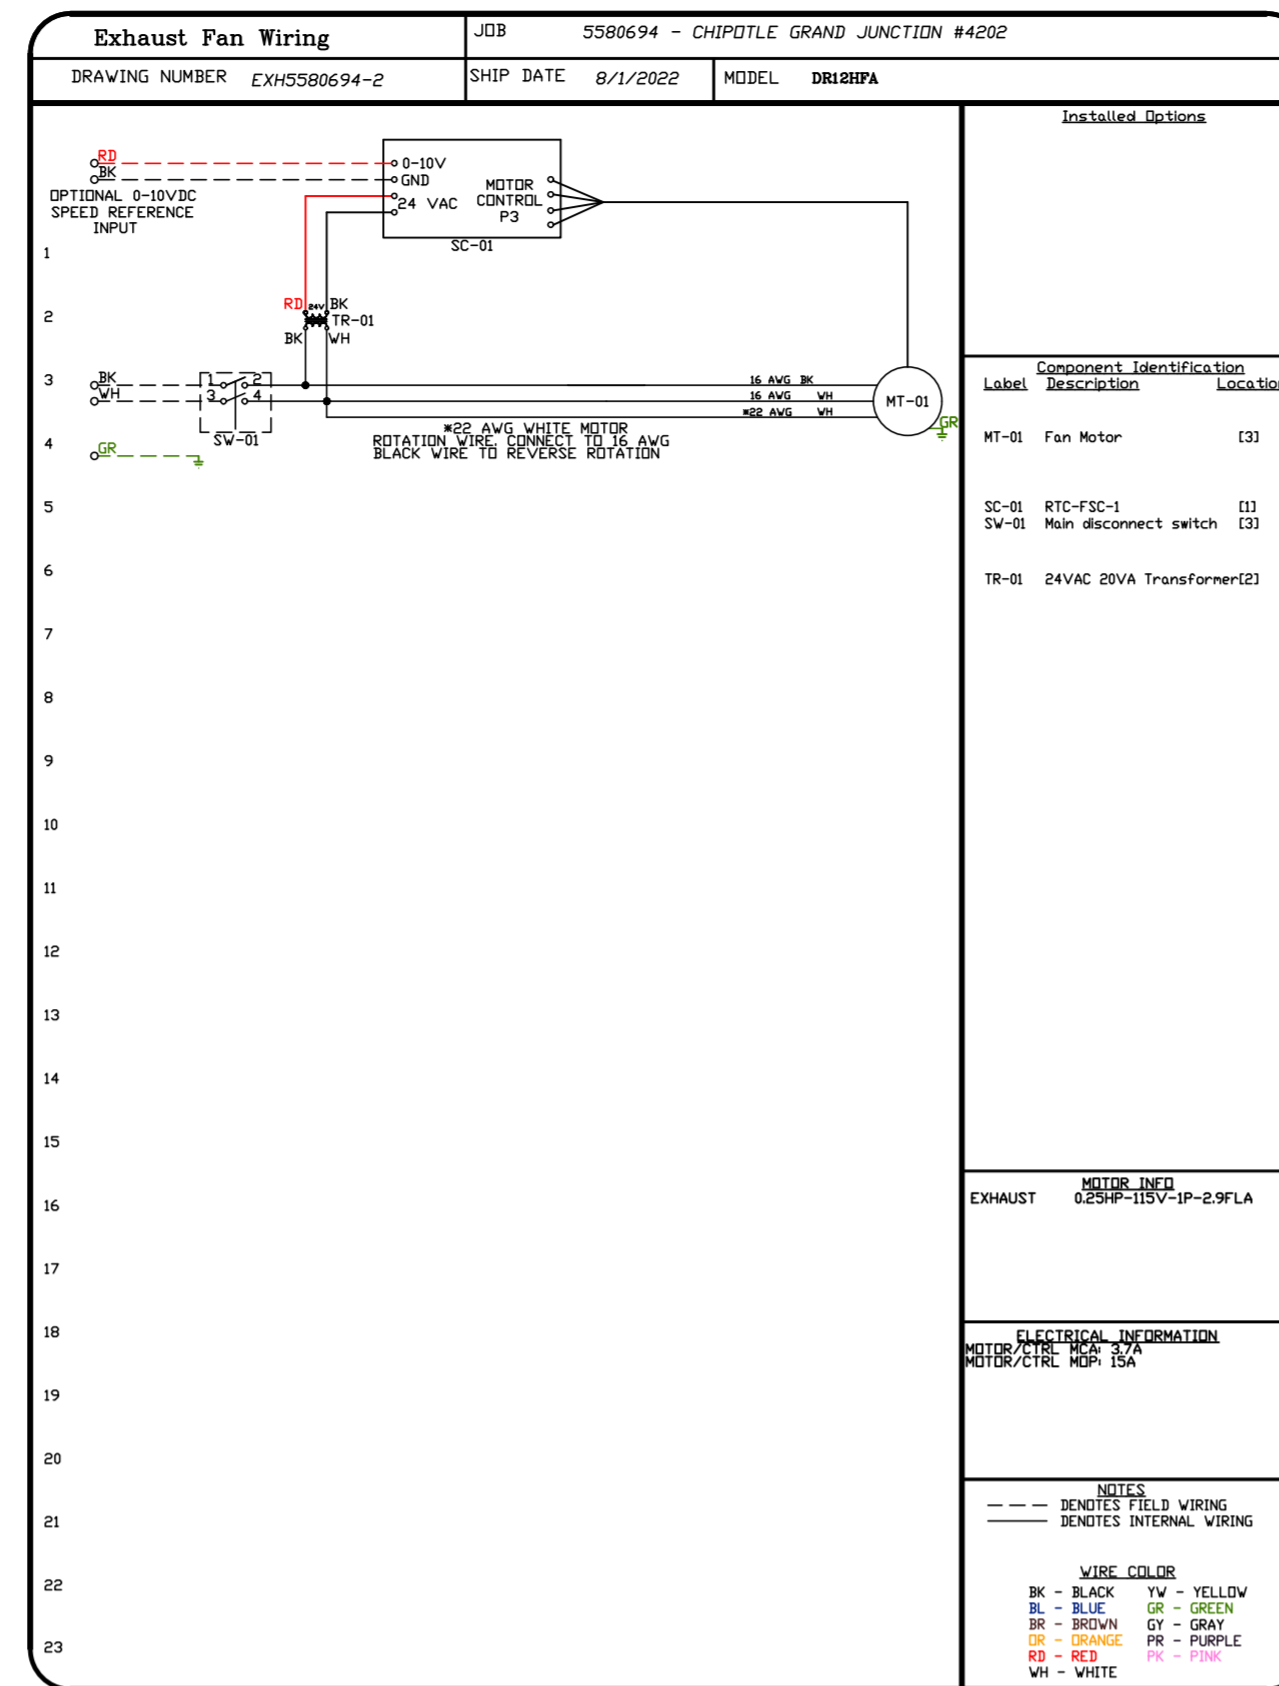 Exhaust Fan Wiring
JOB 5580694 - CHIPOTLE GRAND JUNCTION #4202
DRAWING NUMBER EXH5580694-2
SHIP DATE 8/1/2022
MODEL DR12HFA
RD
BK
OPTIONAL 0-10VDC
SPEED REFERENCE
INPUT
0-10V
GND
24 VAC
MOTOR
CONTROL
P3
SC-01
RD 24V BK
TR-01
BK WH
BK
WH
1 2
3 4
SW-01
GR
16 AWG BK
16 AWG WH
*22 AWG WH
MT-01
GR
*22 AWG WHITE MOTOR
ROTATION WIRE. CONNECT TO 16 AWG
BLACK WIRE TO REVERSE ROTATION
1
2
3
4
5
6
7
8
9
10
11
12
13
14
15
16
17
18
19
20
21
22
23
Installed Options
Component Identification
Label Description Location
MT-01 Fan Motor [3]
SC-01 RTC-FSC-1 [1]
SW-01 Main disconnect switch [3]
TR-01 24VAC 20VA Transformer[2]
MOTOR INFO
EXHAUST 0.25HP-115V-1P-2.9FLA
ELECTRICAL INFORMATION
MOTOR/CTRL MCA: 3.7A
MOTOR/CTRL MOP: 15A
NOTES
DENOTES FIELD WIRING
DENOTES INTERNAL WIRING
WIRE COLOR
BK - BLACK YW - YELLOW
BL - BLUE GR - GREEN
BR - BROWN GY - GRAY
OR - ORANGE PR - PURPLE
RD - RED PK - PINK
WH - WHITE